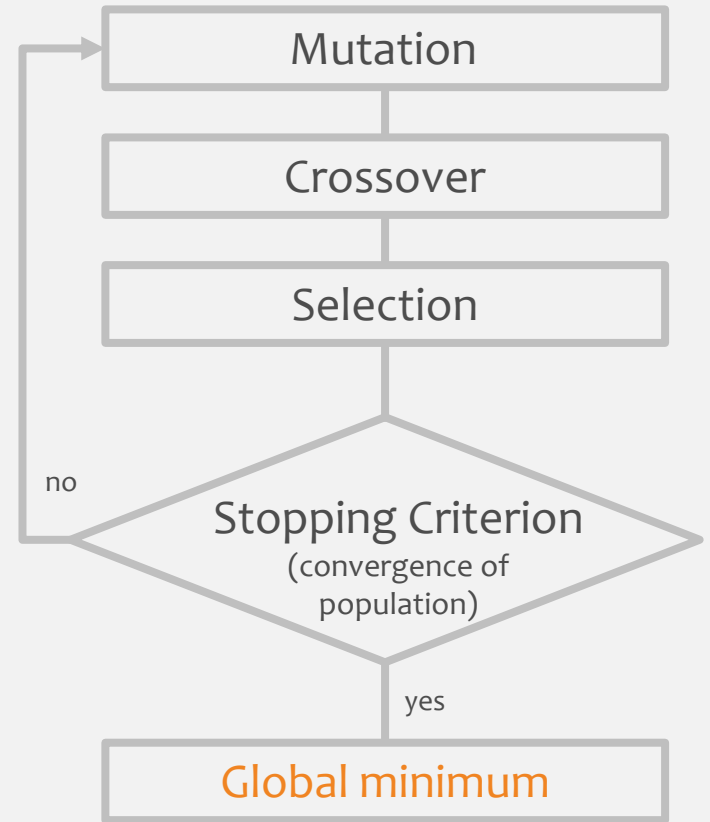 Mutation
Crossover
Selection
no
Stopping Criterion
(convergence of
population)
yes
Global minimum